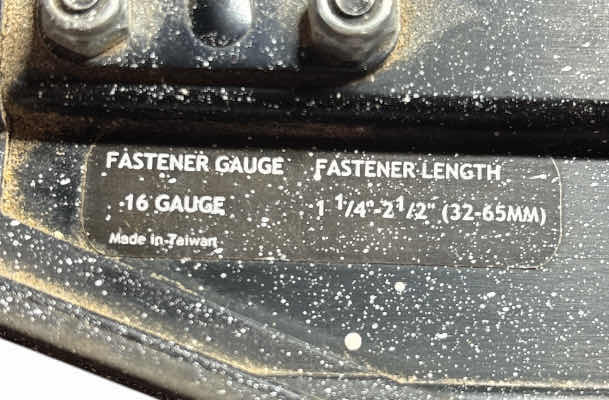 FASTENER GAUGE FASTENER LENGTH
16 GAUGE 1 1/4"-2 1/2" (32-65MM)
Made in Taiwan